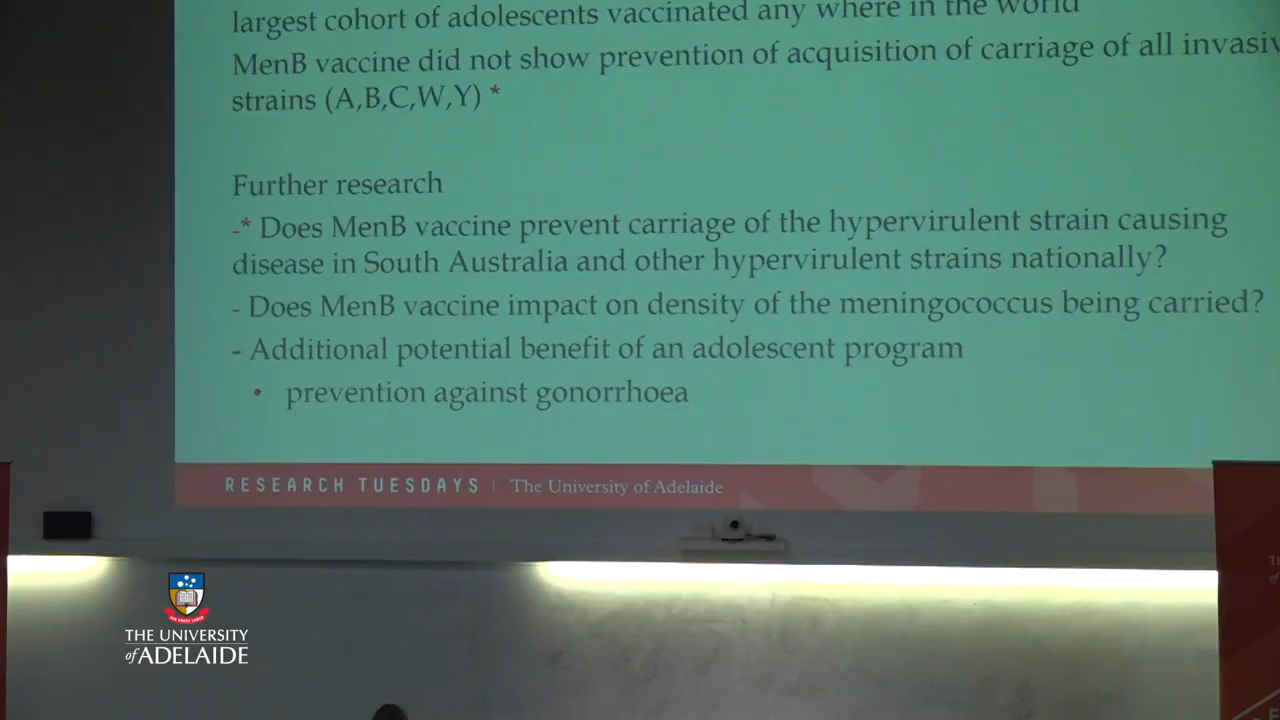 largest cohort of adolescents vaccinated any where in the world
MenB vaccine did not show prevention of acquisition of carriage of all invasiv
strains (A,B,C,W,Y) *
Further research
-* Does MenB vaccine prevent carriage of the hypervirulent strain causing
disease in South Australia and other hypervirulent strains nationally?
- Does MenB vaccine impact on density of the meningococcus being carried?
- Additional potential benefit of an adolescent program
• prevention against gonorrhoea
RESEARCH TUESDAYS | The University of Adelaide
THE UNIVERSITY
of ADELAIDE